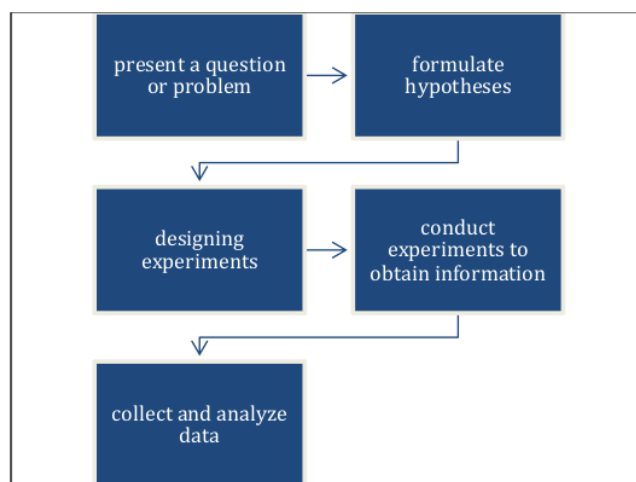 present a question
or problem
formulate
hypotheses
designing
experiments
conduct
experiments to
obtain information
collect and analyze
data